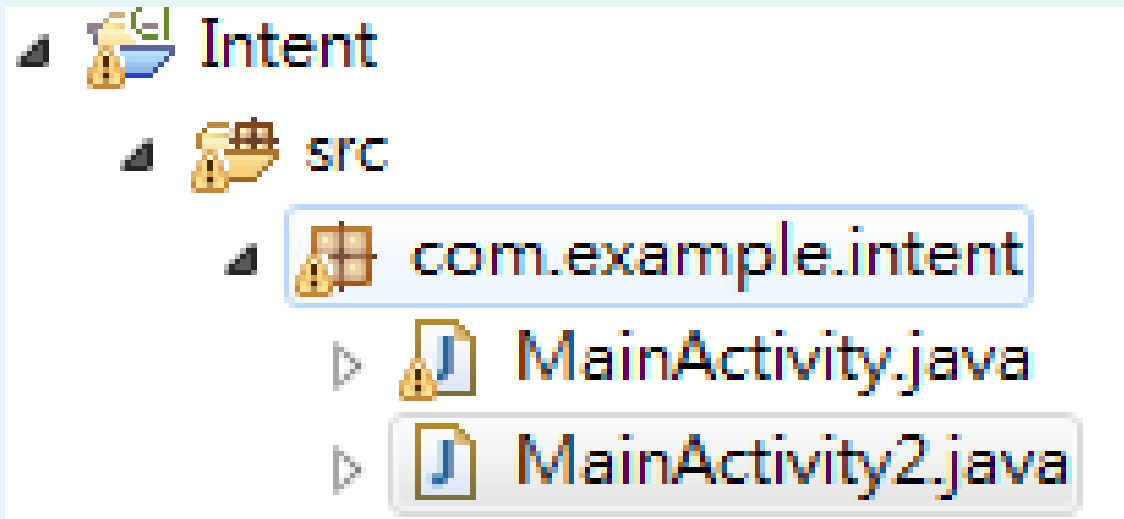 Intent
src
com.example.intent
MainActivity.java
MainActivity2.java